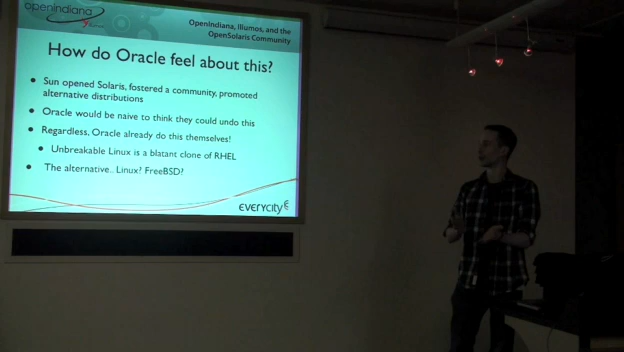 openindiana
OpenIndiana, Illumos, and the
OpenSolaris Community
How do Oracle feel about this?
• Sun opened Solaris, fostered a community, promoted
alternative distributions
• Oracle would be naive to think they could undo this
• Regardless, Oracle already do this themselves!
• Unbreakable Linux is a blatant clone of RHEL
• The alternative.. Linux? FreeBSD?
EVERYCITY